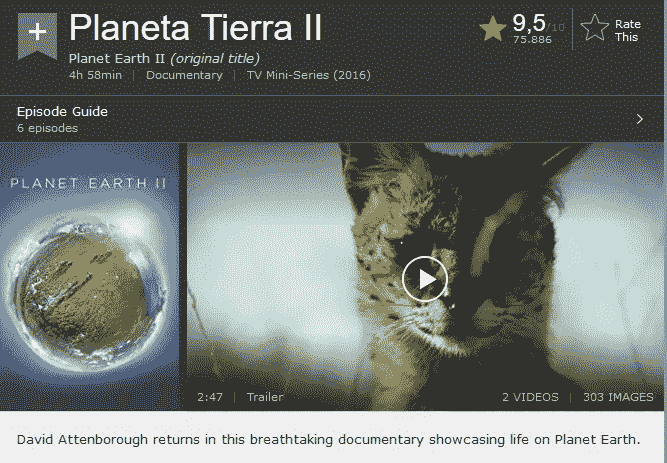 Planeta Tierra II
9,5/10
75.886
Rate
This
Planet Earth II (original title)
4h 58min | Documentary | TV Mini-Series (2016)
Episode Guide
6 episodes
PLANET EARTH II
2:47 | Trailer
2 VIDEOS | 303 IMAGES
David Attenborough returns in this breathtaking documentary showcasing life on Planet Earth.